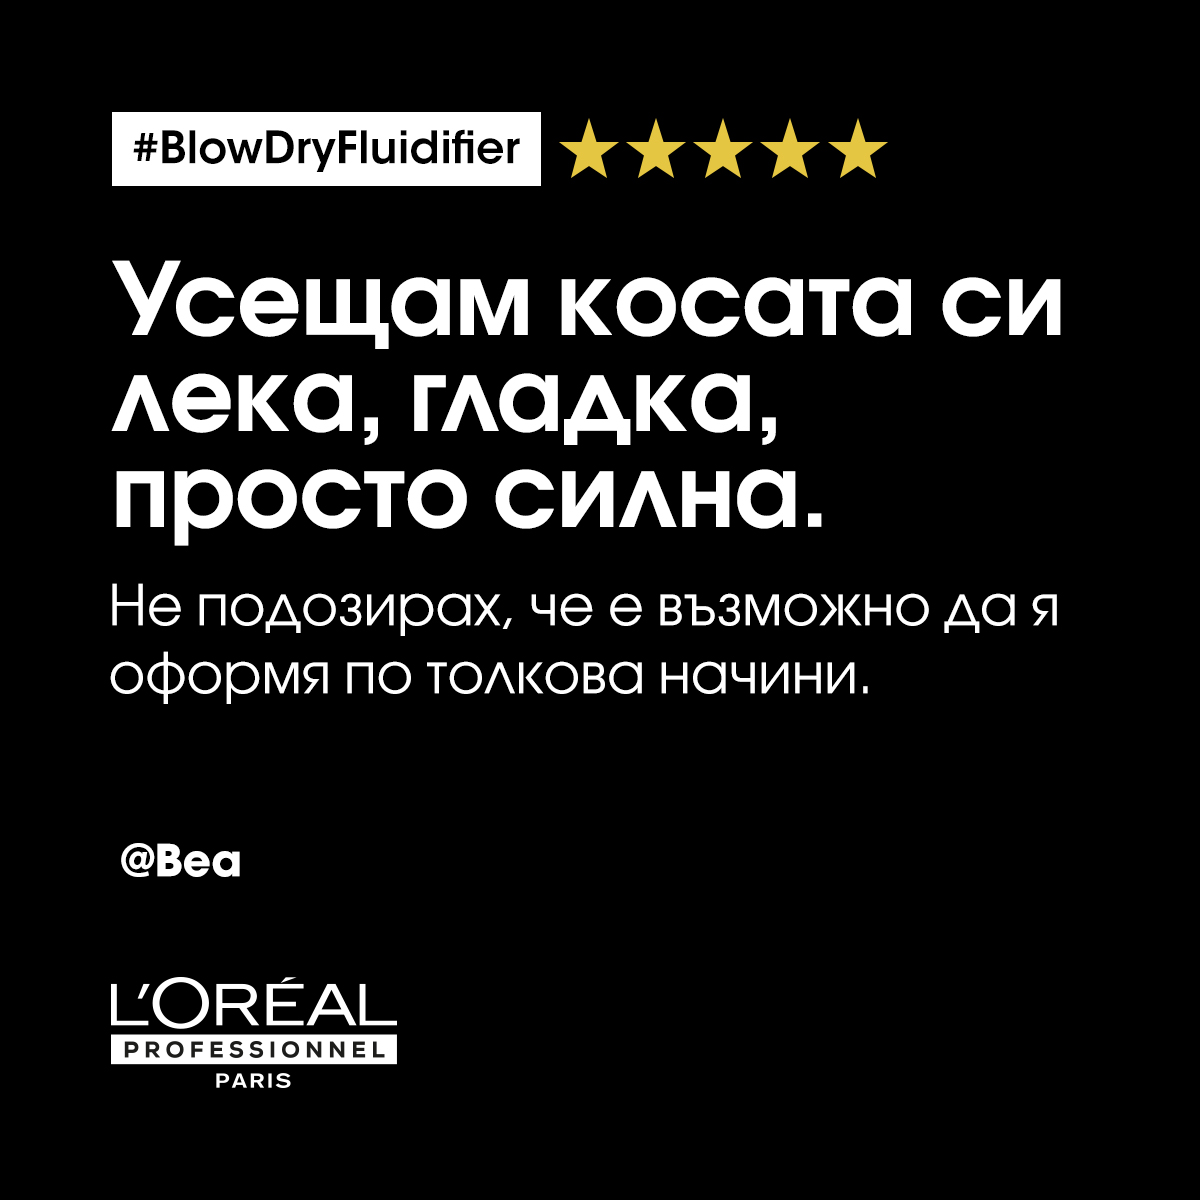 #BlowDryFluidifier
Усещам косата си
лека, гладка,
просто силна.
Не подозирах, че е възможно да я
оформя по толкова начини.
@Bea
L'ORÉAL
PROFESSIONNEL
PARIS